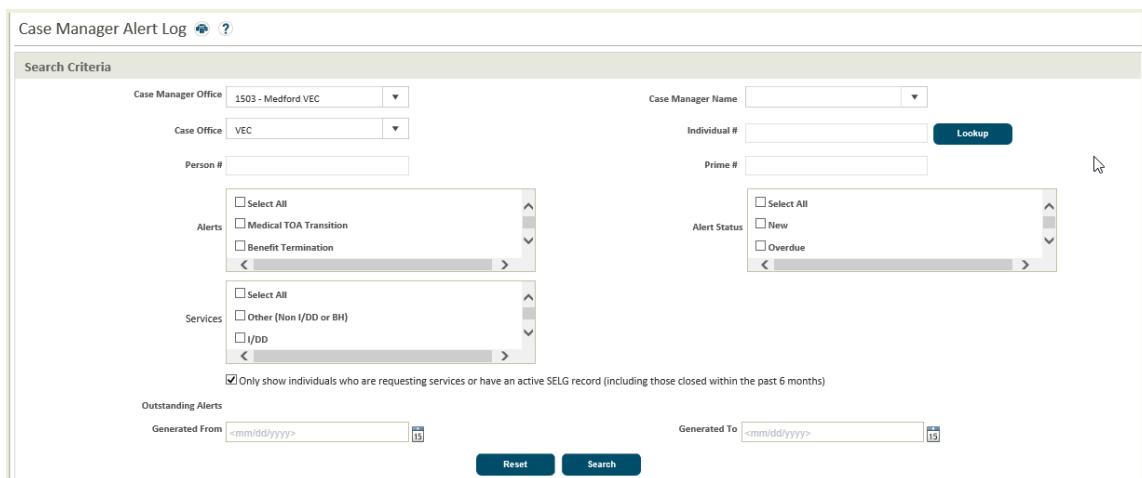 Case Manager Alert Log ?
Search Criteria
Case Manager Office 1503 - Medford VEC Case Manager Name
Case Office VEC Individual # Lookup
Person # Prime #
Alerts
Select All
Medical TOA Transition
Benefit Termination
Alert Status
Select All
New
Overdue
Services
Select All
Other (Non I/DD or BH)
I/DD
Only show individuals who are requesting services or have an active SELG record (including those closed within the past 6 months)
Outstanding Alerts
Generated From <mm/dd/yyyy> 15 Generated To <mm/dd/yyyy> 15
Reset Search